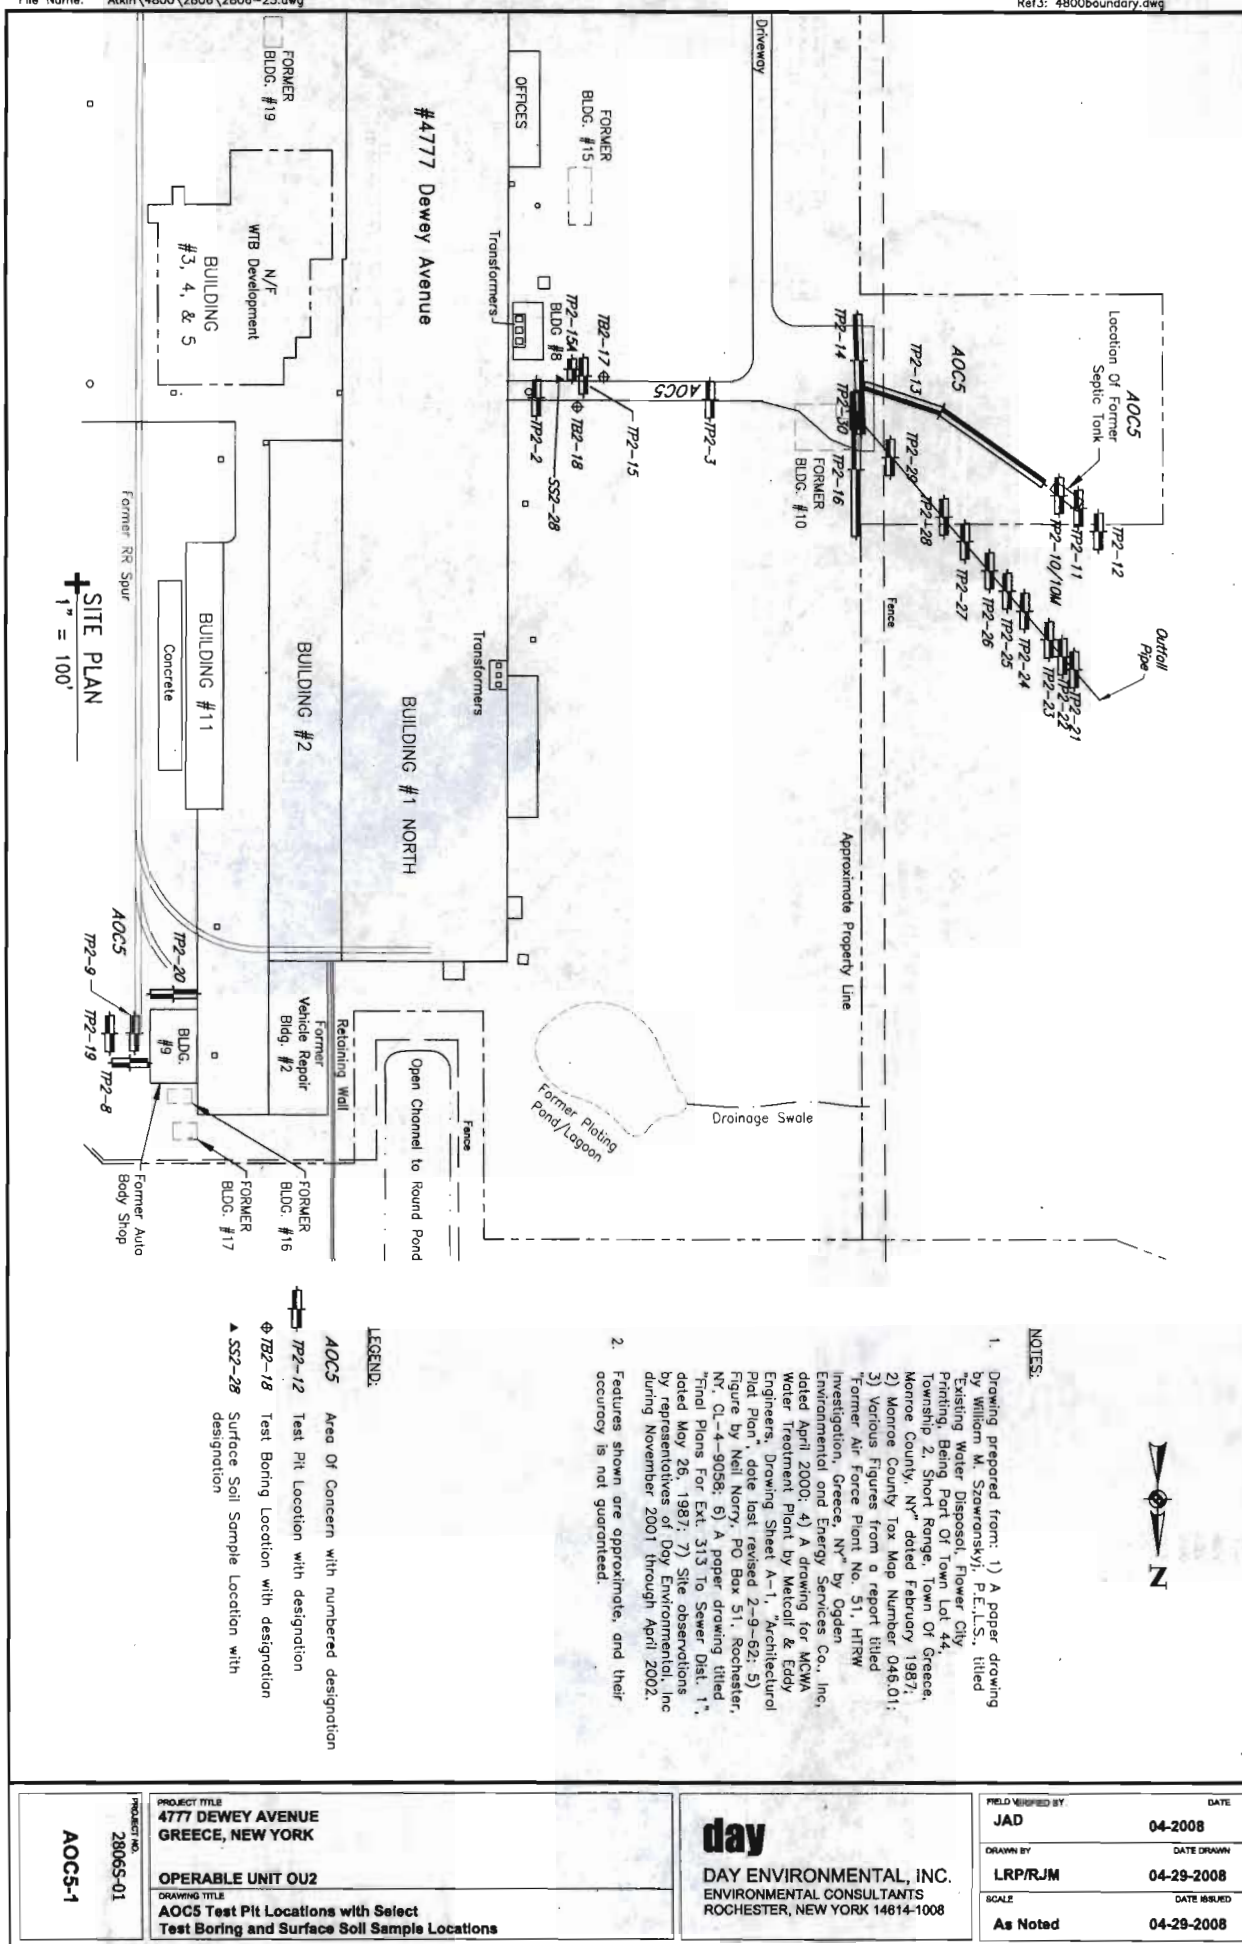 File Name: Atkin\4800\2806\2806-25.dwg
Ref3: 4800boundary.dwg
FORMER
BLDG. #19
OFFICES
FORMER
BLDG. #15
Driveway
#4777 Dewey Avenue
N/F
WTB Development
BUILDING
#3, 4, & 5
Transformers
BLDG #8
TP2-15A
TB2-17
TP2-15
TB2-18
SS2-28
TP2-2
AOC5
TP2-3
TP2-14
TP2-13
AOC5
TP2-30
TP2-16
FORMER
BLDG. #10
AOC5
Location Of Former
Septic Tank
TP2-12
TP2-11
TP2-10/10W
TP2-29
TP2-28
TP2-27
TP2-26
TP2-25
TP2-24
TP2-23
TP2-22
TP2-21
Outfall
Pipe
Fence
Former RR Spur
BUILDING #11
Concrete
SITE PLAN
1" = 100'
BUILDING #2
BUILDING #1 NORTH
Transformers
Approximate Property Line
AOC5
TP2-9
TP2-20
TP2-19
TP2-8
BLDG.
#9
Former
Vehicle Repair
Bldg. #2
Retaining Wall
Open Channel to Round Pond
Fence
Former Plating
Pond/Lagoon
Drainage Swale
Former Auto
Body Shop
FORMER
BLDG. #17
FORMER
BLDG. #16
N
NOTES:
1. Drawing prepared from: 1) A paper drawing
by William M. Szawranskyj, P.E.,L.S., titled
"Existing Water Disposal, Flower City
Printing, Being Part Of Town Lot 44,
Township 2, Short Range, Town Of Greece,
Monroe County, NY" dated February 1987;
2) Monroe County Tax Map Number 046.01;
3) Various Figures from a report titled
"Former Air Force Plant No. 51, HTRW
Investigation, Greece, NY" by Ogden
Environmental and Energy Services Co., Inc,
dated April 2000; 4) A drawing for MCWA
Water Treatment Plant by Metcalf & Eddy
Engineers, Drawing Sheet A-1, "Architectural
Plat Plan", date last revised 2-9-62; 5)
Figure by Neil Norry, PO Box 51, Rochester,
NY, CL-4-9058; 6) A paper drawing titled
"Final Plans For Ext. 313 To Sewer Dist. 1",
dated May 26, 1987; 7) Site observations
by representatives of Day Environmental, Inc
during November 2001 through April 2002.
2. Features shown are approximate, and their
accuracy is not guaranteed.
LEGEND:
AOC5 Area Of Concern with numbered designation
TP2-12 Test Pit Location with designation
TB2-18 Test Boring Location with designation
SS2-28 Surface Soil Sample Location with
designation
PROJECT NO.
2806S-01
AOC5-1
PROJECT TITLE
4777 DEWEY AVENUE
GREECE, NEW YORK
OPERABLE UNIT OU2
DRAWING TITLE
AOC5 Test Pit Locations with Select
Test Boring and Surface Soil Sample Locations
day
DAY ENVIRONMENTAL, INC.
ENVIRONMENTAL CONSULTANTS
ROCHESTER, NEW YORK 14614-1008
FIELD VERIFIED BY
JAD
DATE
04-2008
DRAWN BY
LRP/RJM
DATE DRAWN
04-29-2008
SCALE
As Noted
DATE ISSUED
04-29-2008